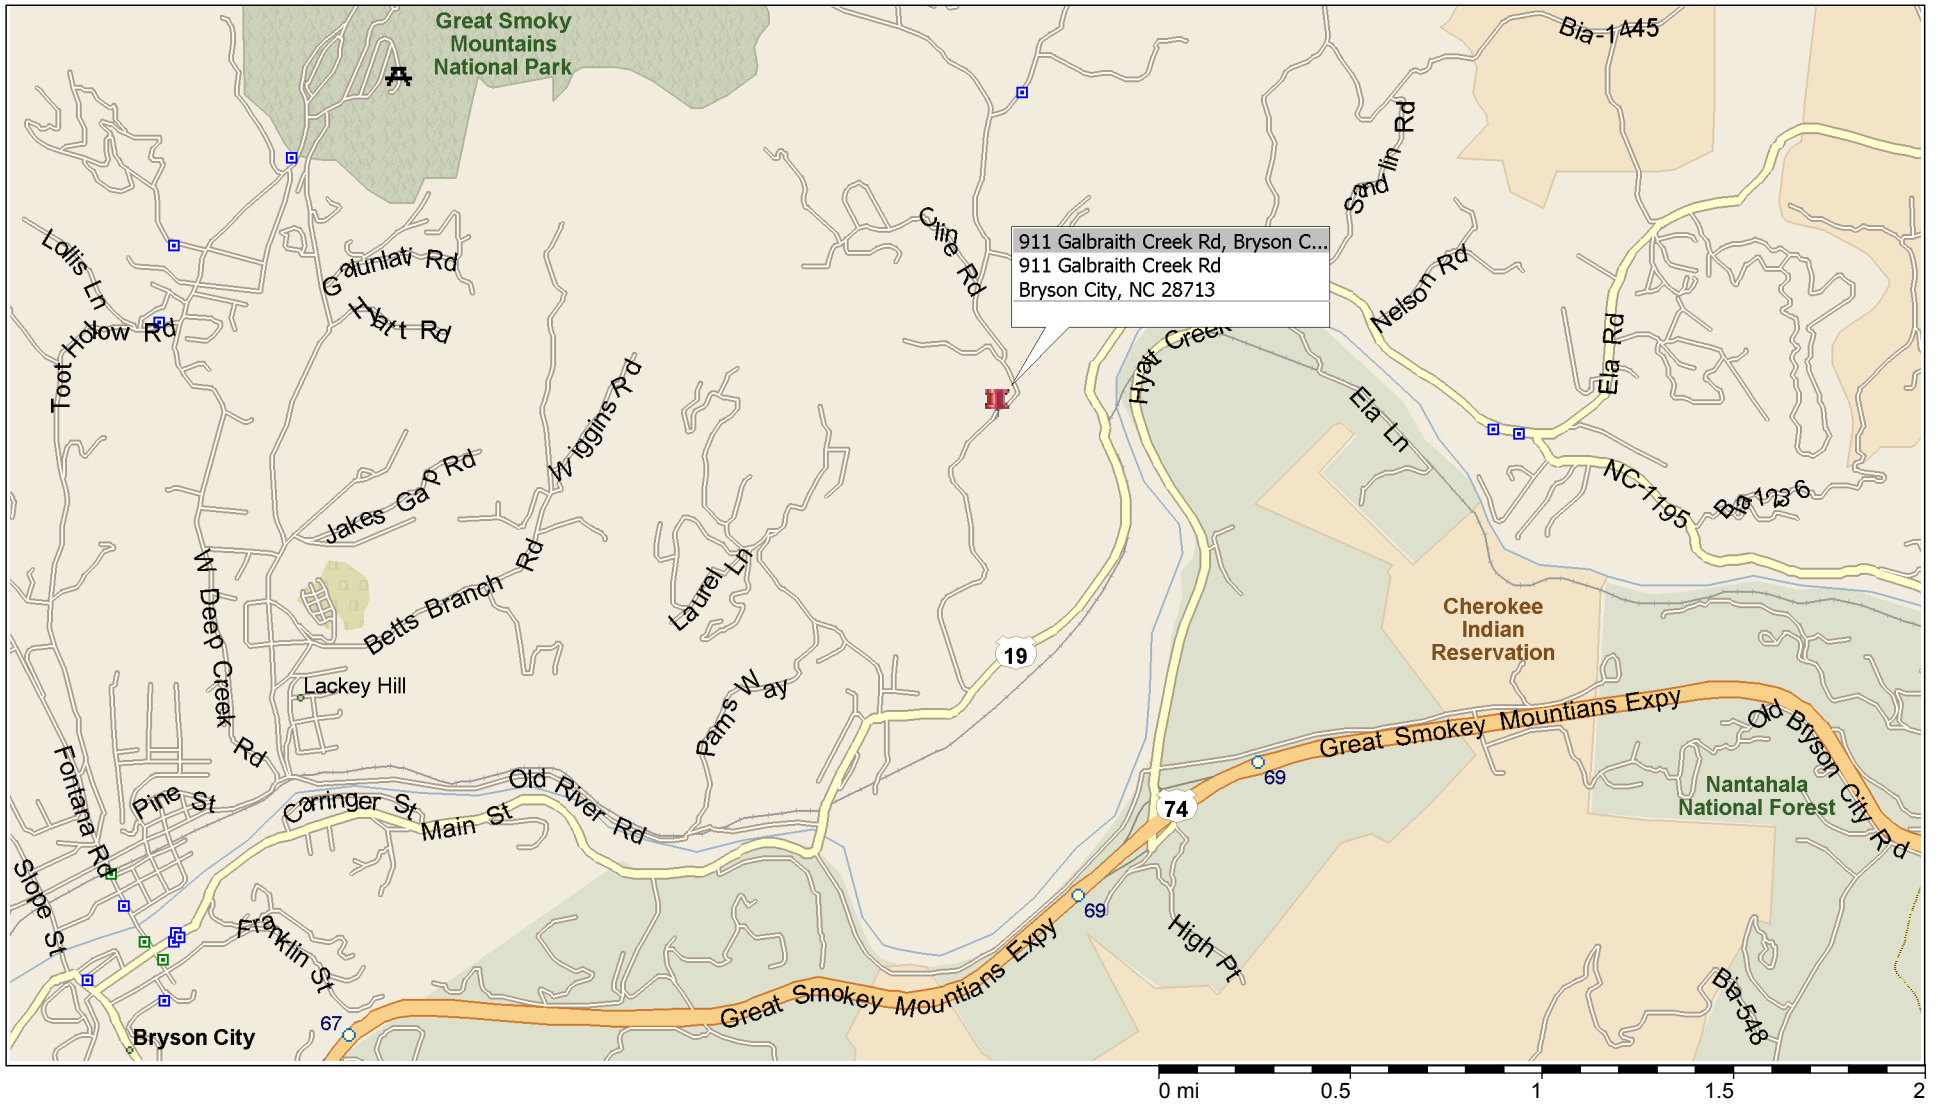 Great Smoky
Mountains
National Park
Bia-1445
Sandlin Rd
Cline Rd
911 Galbraith Creek Rd, Bryson C...
911 Galbraith Creek Rd
Bryson City, NC 28713
Lollis Ln
Galunlati Rd
Hyatt Rd
Toot Hollow Rd
Nelson Rd
Hyatt Creek
Ela Rd
Ela Ln
Wiggins Rd
Jakes Gap Rd
NC-1195
Bia-1236
W Deep Creek Rd
Betts Branch Rd
Laurel Ln
Cherokee
Indian
Reservation
19
Lackey Hill
Pams Way
Great Smokey Mountians Expy
Old Bryson City Rd
Fontana Rd
Pine St
Carringer St
Main St
Old River Rd
69
74
Nantahala
National Forest
Slope St
Franklin St
69
High Pt
Great Smokey Mountians Expy
Bia-548
67
Bryson City
0 mi 0.5 1 1.5 2